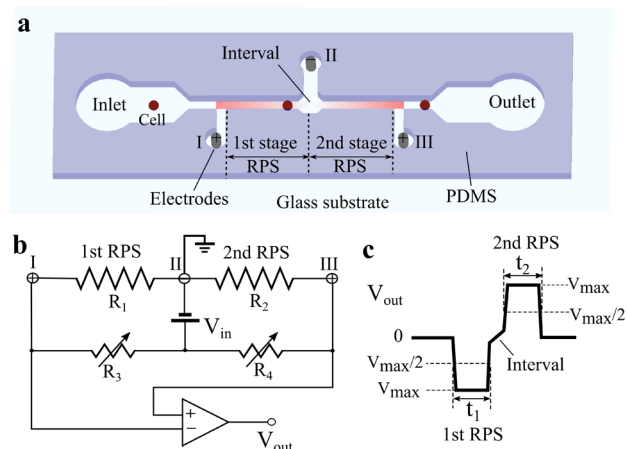 a
Interval
II
Inlet
Outlet
Cell
I
1st stage
RPS
2nd stage
RPS
III
Electrodes
Glass substrate
PDMS
b
I
1st RPS
II
2nd RPS
III
R1
R2
Vin
R3
R4
+
−
Vout
c
2nd RPS
t2
Vout
Vmax
Vmax/2
0
Vmax/2
Interval
Vmax
t1
1st RPS